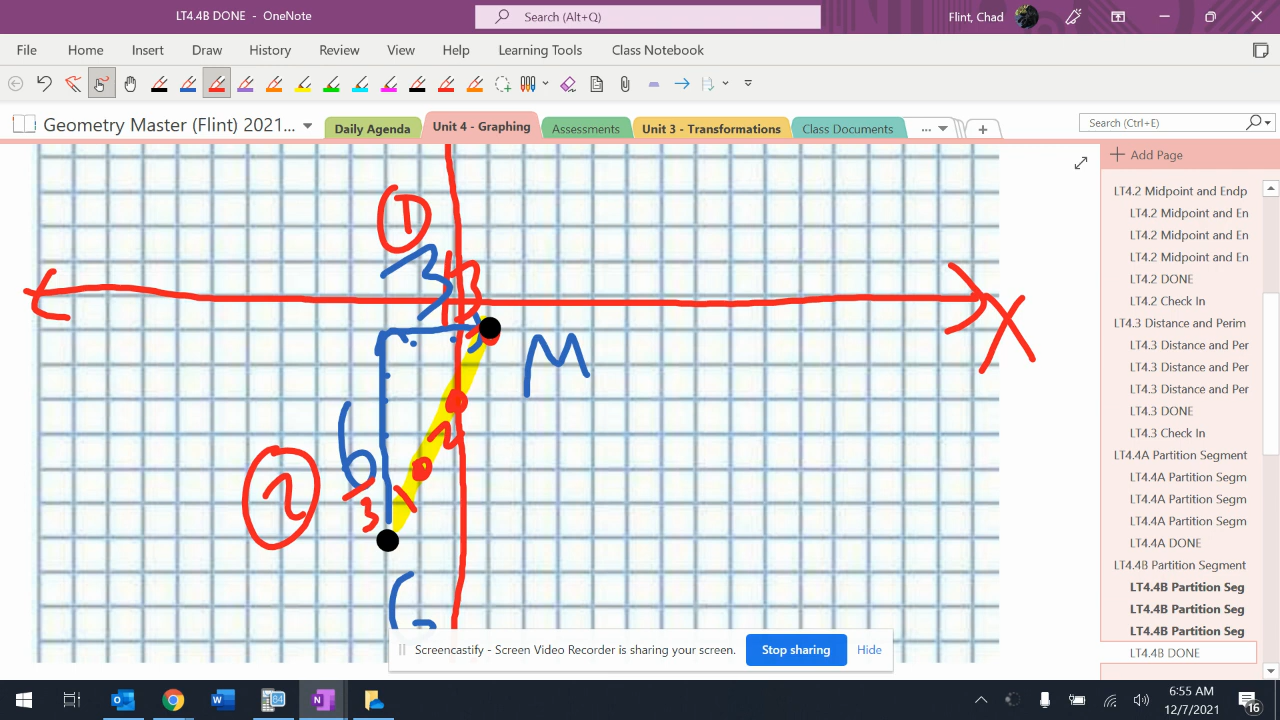 LT4.4B DONE - OneNote
Search (Alt+Q)
Flint, Chad
File Home Insert Draw History Review View Help Learning Tools Class Notebook
Geometry Master (Flint) 2021...
Daily Agenda
Unit 4 - Graphing
Assessments
Unit 3 - Transformations
Class Documents
...
Search (Ctrl+E)
Add Page
LT4.2 Midpoint and Endp
LT4.2 Midpoint and En
LT4.2 Midpoint and En
LT4.2 Midpoint and En
LT4.2 DONE
LT4.2 Check In
LT4.3 Distance and Perim
LT4.3 Distance and Per
LT4.3 Distance and Per
LT4.3 Distance and Per
LT4.3 DONE
LT4.3 Check In
LT4.4A Partition Segment
LT4.4A Partition Segm
LT4.4A Partition Segm
LT4.4A Partition Segm
LT4.4A DONE
LT4.4B Partition Segment
LT4.4B Partition Seg
LT4.4B Partition Seg
LT4.4B Partition Seg
LT4.4B DONE
1
3
3
X
M
6
2
3
2
1
G
Screencastify - Screen Video Recorder is sharing your screen.
Stop sharing
Hide
6:55 AM
12/7/2021
16